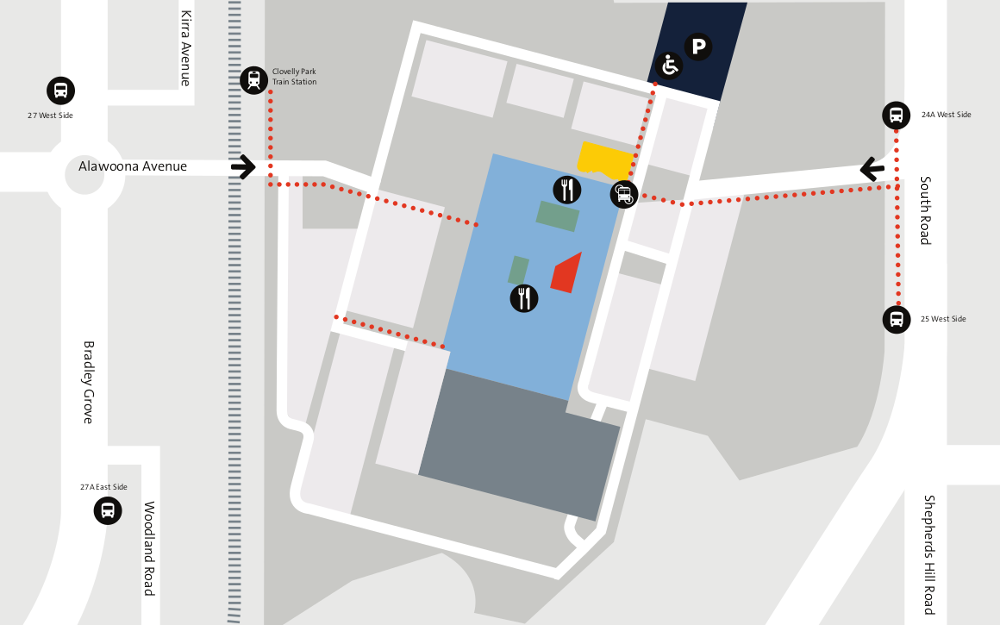 Kirra Avenue
Clovelly Park
Train Station
P
27 West Side
24A West Side
Alawoona Avenue
South Road
25 West Side
Bradley Grove
27A East Side
Woodland Road
Shepherds Hill Road